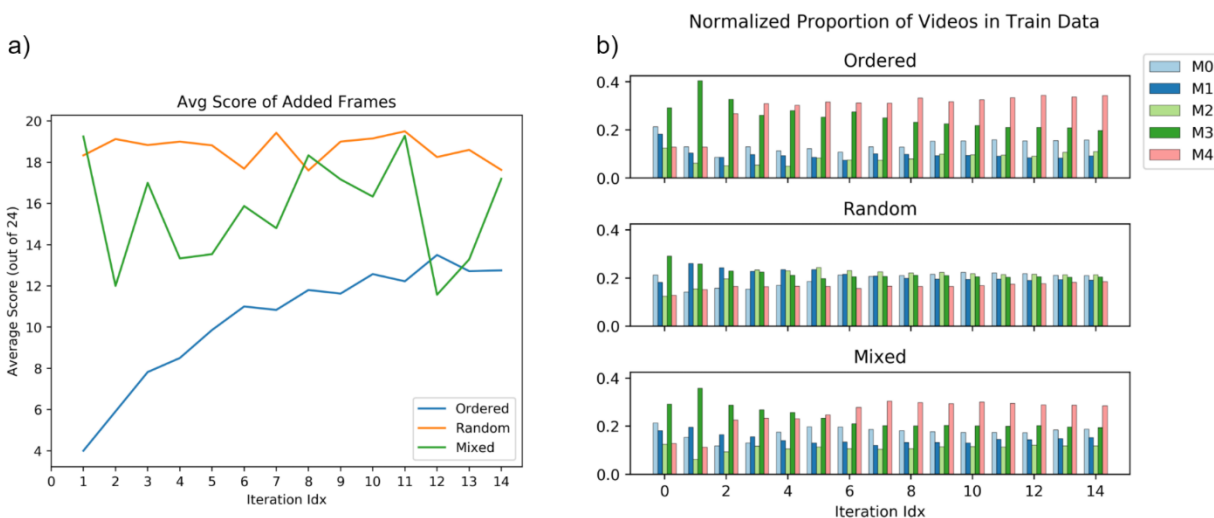 a)
Avg Score of Added Frames
Average Score (out of 24)
20
18
16
14
12
10
8
6
4
0 1 2 3 4 5 6 7 8 9 10 11 12 13 14
Iteration Idx
Ordered
Random
Mixed
b)
Normalized Proportion of Videos in Train Data
Ordered
0.4
0.2
0.0
Random
0.4
0.2
0.0
Mixed
0.4
0.2
0.0
0 2 4 6 8 10 12 14
Iteration Idx
M0
M1
M2
M3
M4